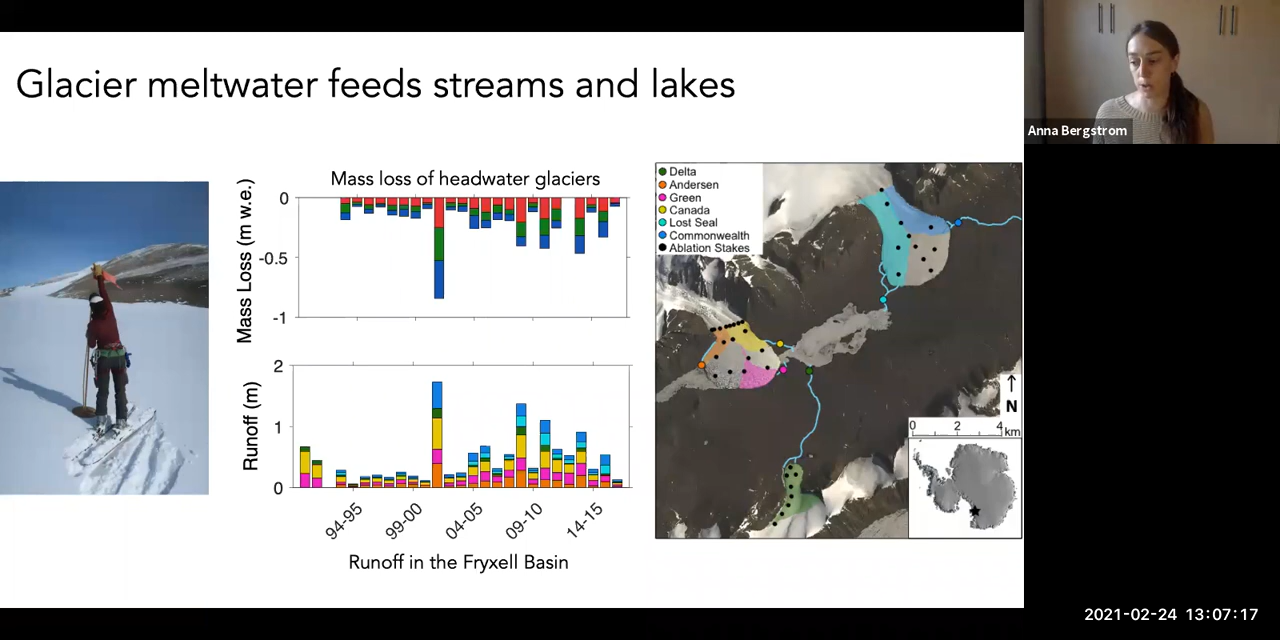 Glacier meltwater feeds streams and lakes
Anna Bergstrom
Mass loss of headwater glaciers
Mass Loss (m w.e.)
0
-0.5
-1
Runoff (m)
2
1
0
94-95
99-00
04-05
09-10
14-15
Runoff in the Fryxell Basin
Delta
Andersen
Green
Canada
Lost Seal
Commonwealth
Ablation Stakes
N
0 2 4 km
2021-02-24 13:07:17